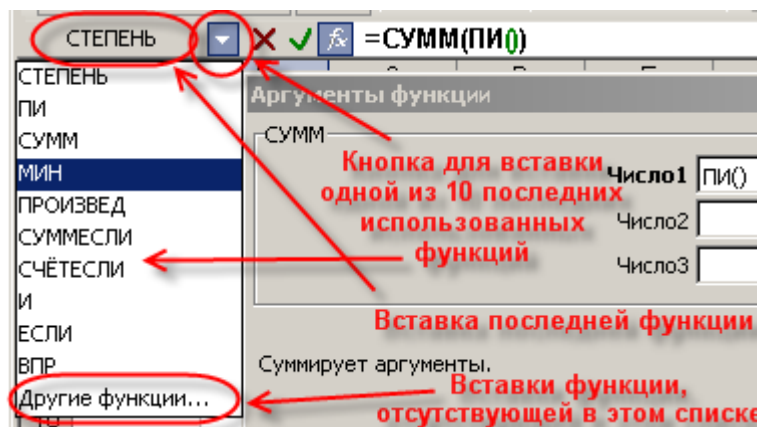 СТЕПЕНЬ =СУММ(ПИ())
СТЕПЕНЬ
ПИ
СУММ
МИН
ПРОИЗВЕД
СУММЕСЛИ
СЧЁТЕСЛИ
И
ЕСЛИ
ВПР
Другие функции...
Аргументы функции
СУММ
Число1 ПИ()
Число2
Число3
Кнопка для вставки
одной из 10 последних
использованных
функций
Вставка последней функции
Суммирует аргументы.
Вставки функции,
отсутствующей в этом списке